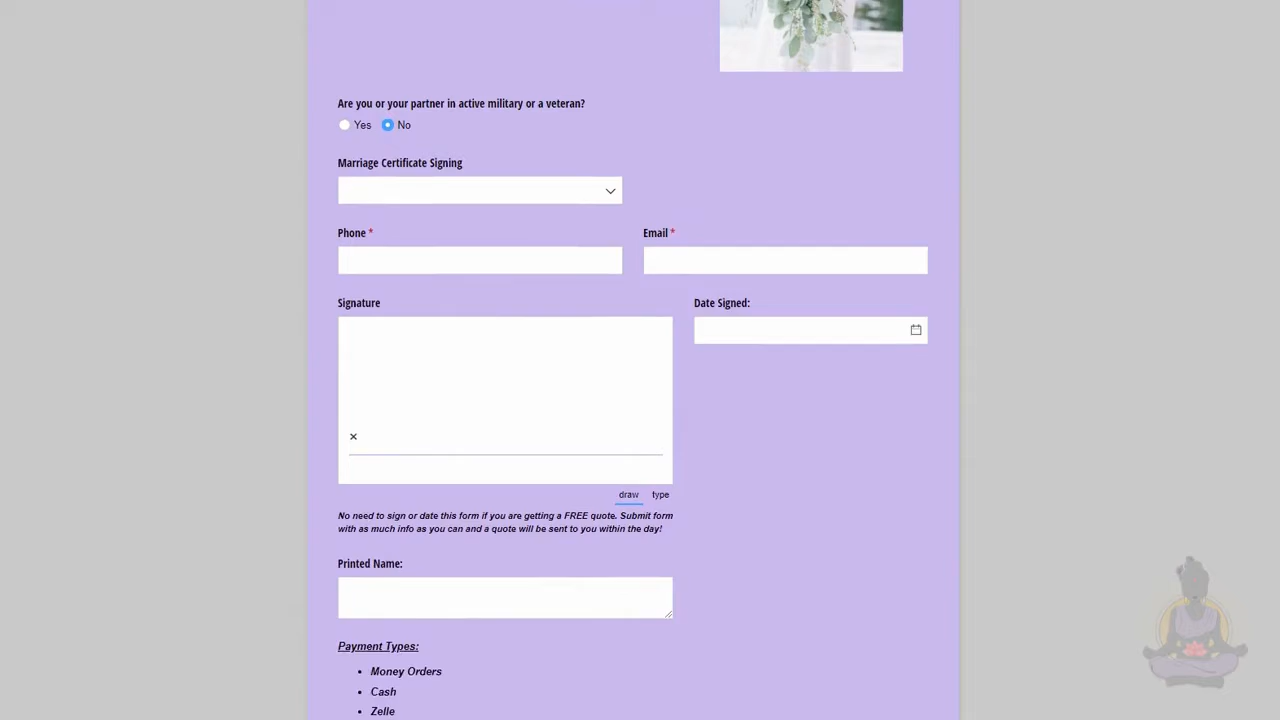 Are you or your partner in active military or a veteran?
Yes No
Marriage Certificate Signing
Phone * Email *
Signature Date Signed:
×
draw type
No need to sign or date this form if you are getting a FREE quote. Submit form
with as much info as you can and a quote will be sent to you within the day!
Printed Name:
Payment Types:
• Money Orders
• Cash
• Zelle